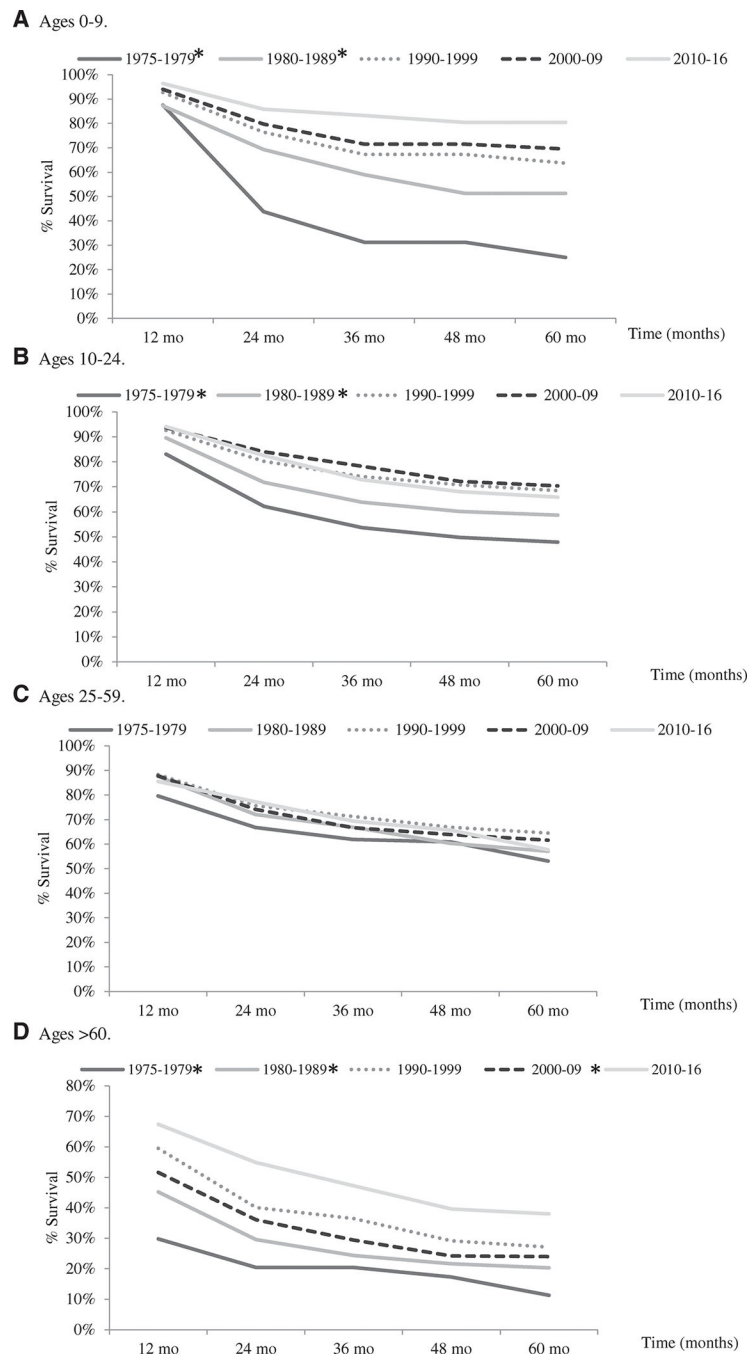 A Ages 0-9.
1975-1979* 1980-1989* 1990-1999 2000-09 2010-16
100%
90%
80%
70%
60%
50%
40%
30%
20%
10%
0%
% Survival
12 mo 24 mo 36 mo 48 mo 60 mo Time (months)
B Ages 10-24.
1975-1979* 1980-1989* 1990-1999 2000-09 2010-16
100%
90%
80%
70%
60%
50%
40%
30%
20%
10%
0%
% Survival
12 mo 24 mo 36 mo 48 mo 60 mo Time (months)
C Ages 25-59.
1975-1979 1980-1989 1990-1999 2000-09 2010-16
100%
90%
80%
70%
60%
50%
40%
30%
20%
10%
0%
% Survival
12 mo 24 mo 36 mo 48 mo 60 mo Time (months)
D Ages >60.
1975-1979* 1980-1989* 1990-1999 2000-09 * 2010-16
80%
70%
60%
50%
40%
30%
20%
10%
0%
% Survival
12 mo 24 mo 36 mo 48 mo 60 mo Time (months)